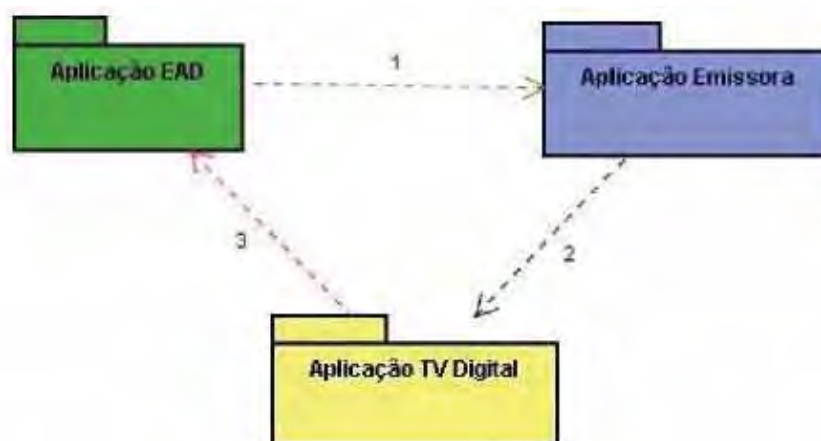 Aplicação EAD
1
Aplicação Emissora
3
2
Aplicação TV Digital